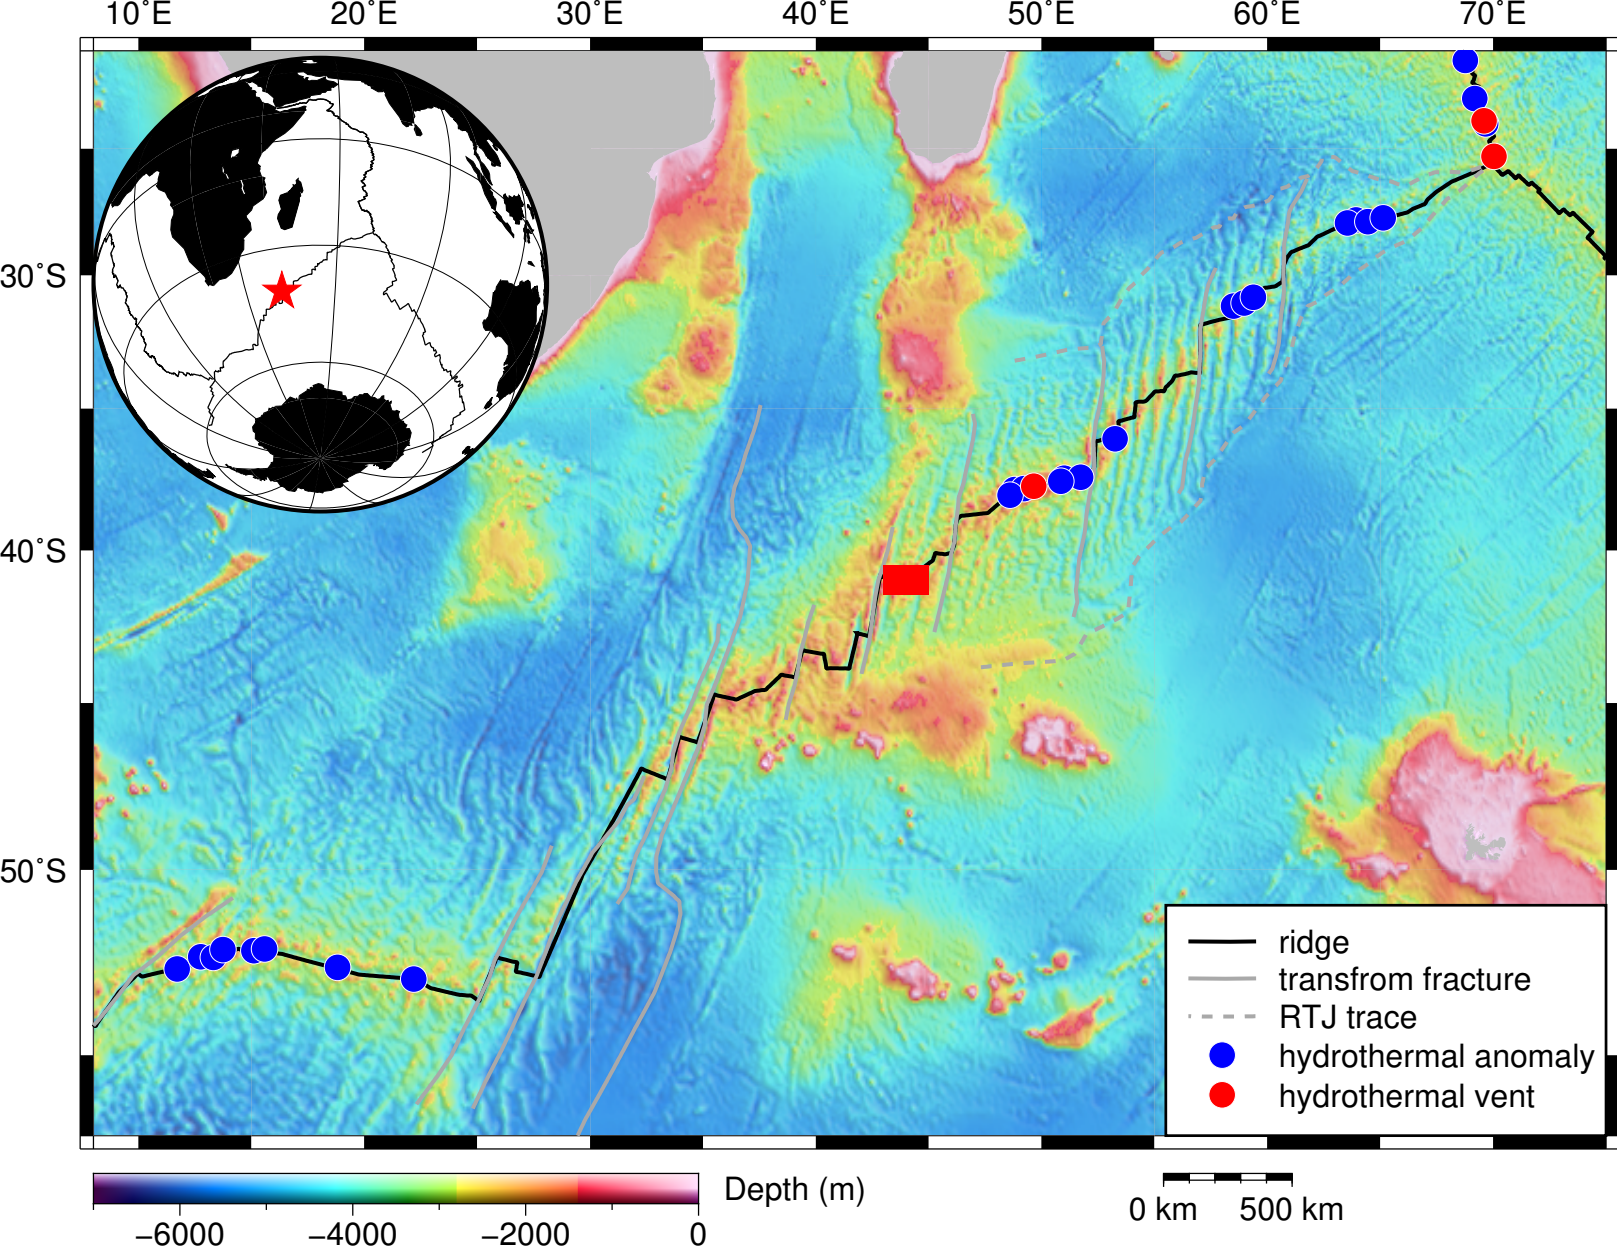 10°E 20°E 30°E 40°E 50°E 60°E 70°E
30°S
40°S
50°S
ridge
transfrom fracture
RTJ trace
hydrothermal anomaly
hydrothermal vent
Depth (m)
−6000 −4000 −2000 0
0 km 500 km